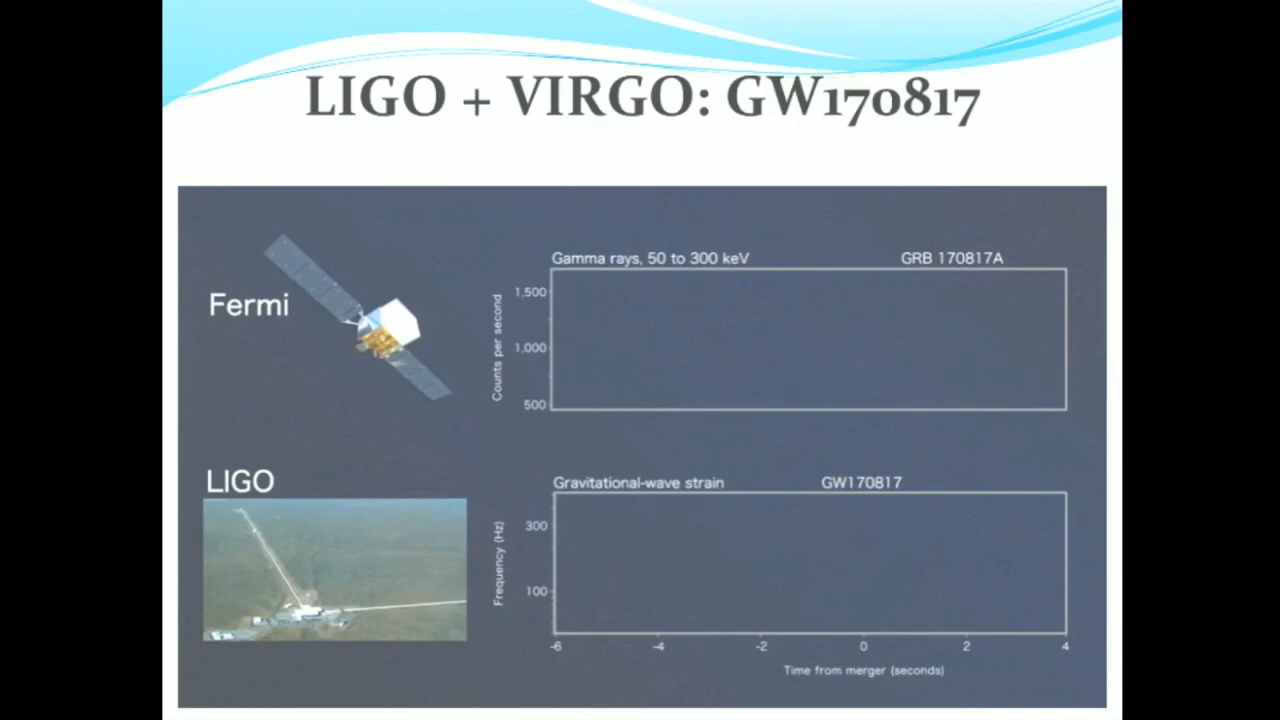 LIGO + VIRGO: GW170817
Fermi
Gamma rays, 50 to 300 keV
GRB 170817A
Counts per second
1,500
1,000
500
LIGO
Gravitational-wave strain
GW170817
Frequency (Hz)
300
100
-6 -4 -2 0 2 4
Time from merger (seconds)